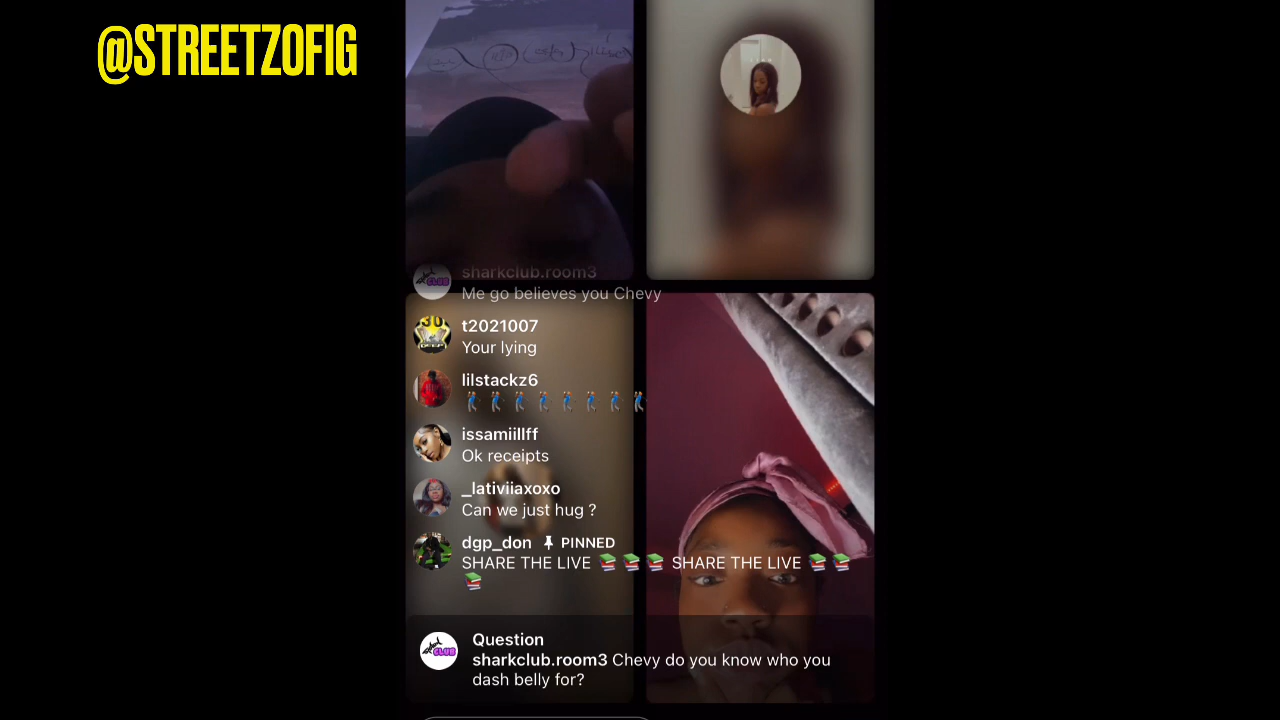 @STREETZOFIG
sharkclub.room3
Me go believes you Chevy
t2021007
Your lying
lilstackz6
issamiillff
Ok receipts
_lativiiaxoxo
Can we just hug ?
dgp_don PINNED
SHARE THE LIVE 📚📚📚 SHARE THE LIVE 📚📚
📚
Question
sharkclub.room3 Chevy do you know who you
dash belly for?